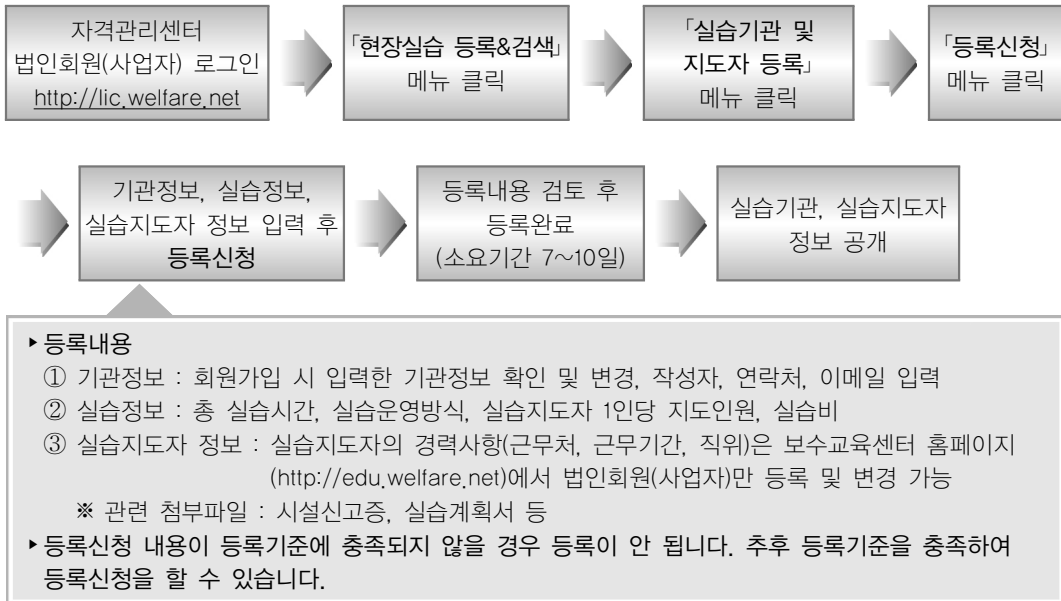 자격관리센터
법인회원(사업자) 로그인
http://lic.welfare.net
「현장실습 등록&검색」
메뉴 클릭
「실습기관 및
지도자 등록」
메뉴 클릭
「등록신청」
메뉴 클릭
기관정보, 실습정보,
실습지도자 정보 입력 후
등록신청
등록내용 검토 후
등록완료
(소요기간 7~10일)
실습기관, 실습지도자
정보 공개
▸등록내용
① 기관정보 : 회원가입 시 입력한 기관정보 확인 및 변경, 작성자, 연락처, 이메일 입력
② 실습정보 : 총 실습시간, 실습운영방식, 실습지도자 1인당 지도인원, 실습비
③ 실습지도자 정보 : 실습지도자의 경력사항(근무처, 근무기간, 직위)은 보수교육센터 홈페이지
(http://edu.welfare.net)에서 법인회원(사업자)만 등록 및 변경 가능
※ 관련 첨부파일 : 시설신고증, 실습계획서 등
▸등록신청 내용이 등록기준에 충족되지 않을 경우 등록이 안 됩니다. 추후 등록기준을 충족하여
등록신청을 할 수 있습니다.